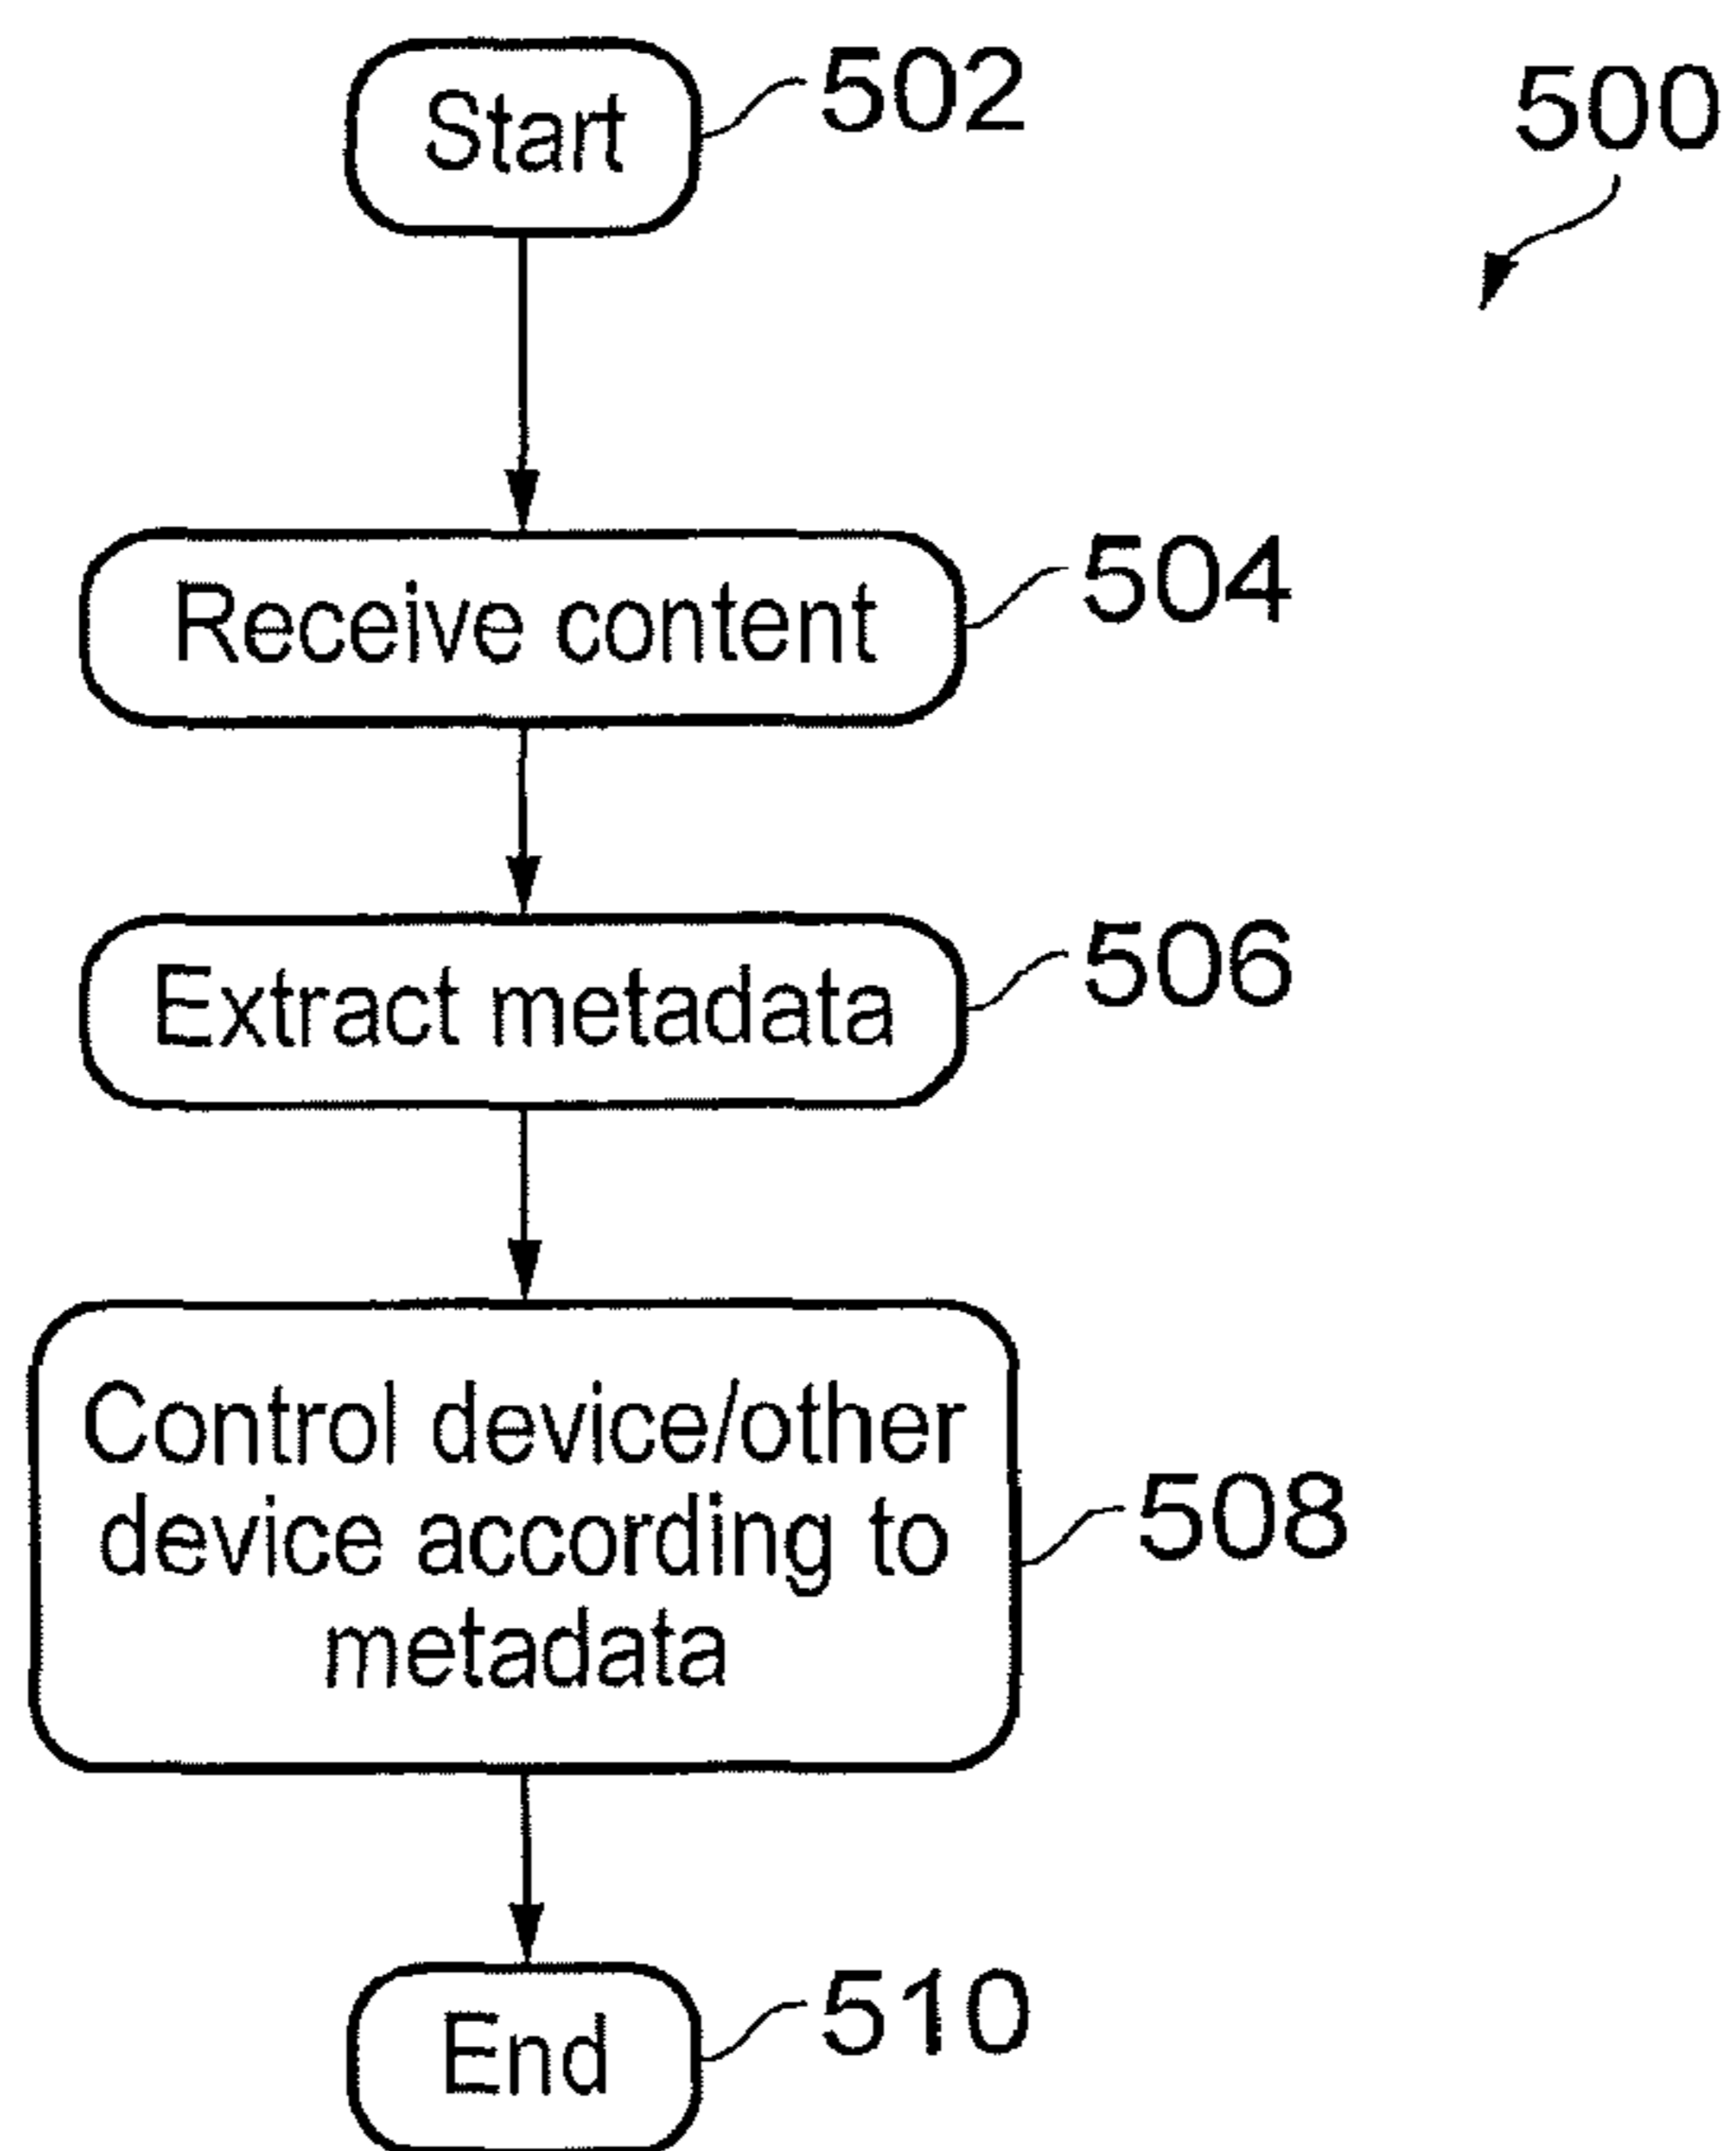 Start
502
500
Receive content
504
Extract metadata
506
Control device/other
device according to
metadata
508
End
510